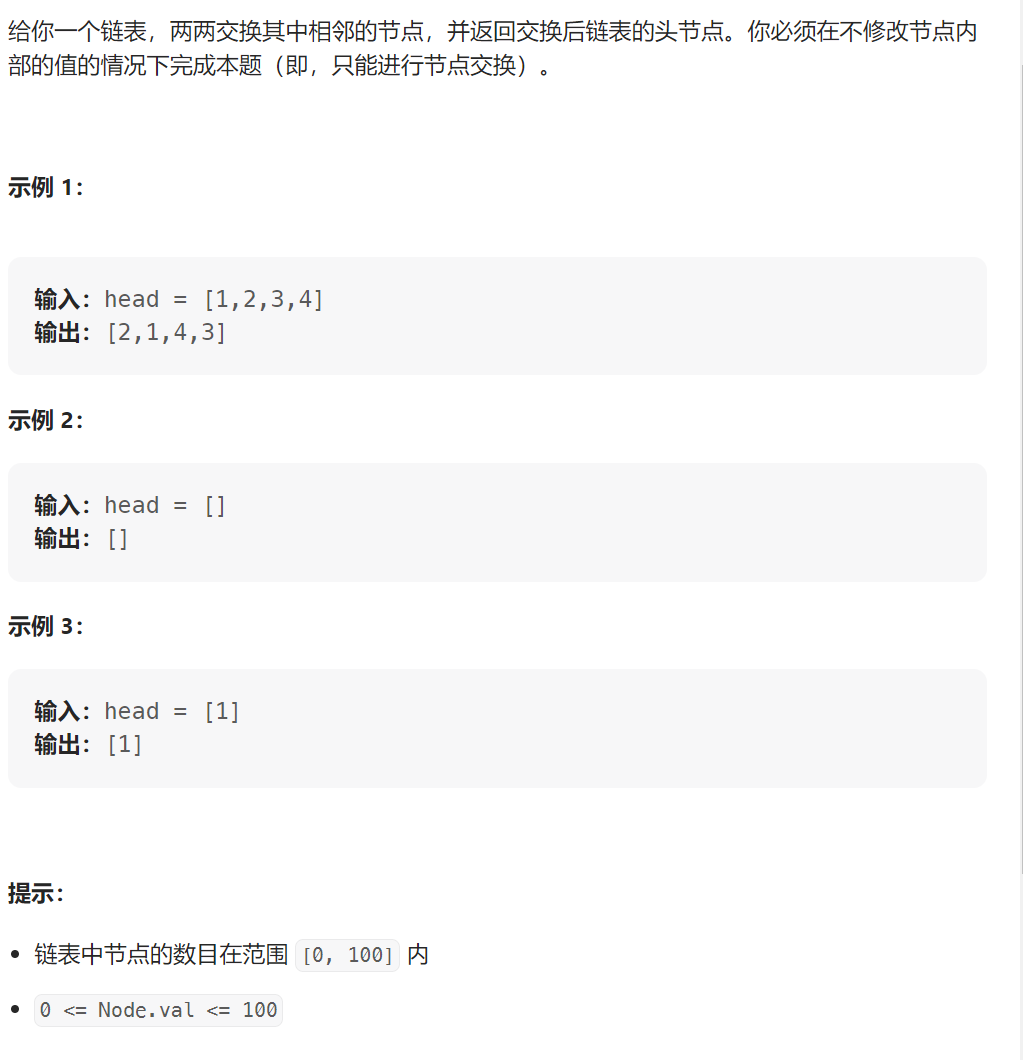 给你一个链表，两两交换其中相邻的节点，并返回交换后链表的头节点。你必须在不修改节点内
部的值的情况下完成本题（即，只能进行节点交换）。
示例 1：
输入：head = [1,2,3,4]
输出：[2,1,4,3]
示例 2：
输入：head = []
输出：[]
示例 3：
输入：head = [1]
输出：[1]
提示：
• 链表中节点的数目在范围 [0, 100] 内
• 0 <= Node.val <= 100